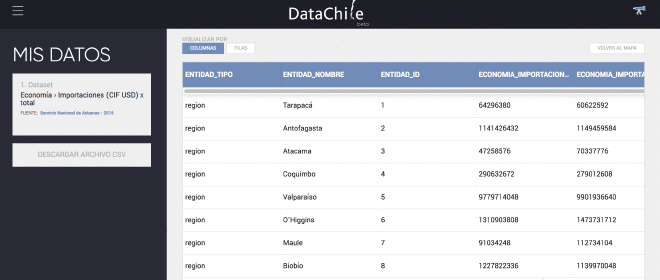 DataChile
beta
MIS DATOS
1. Dataset
Economía > Importaciones (CIF USD) x
total
FUENTE: Servicio Nacional de Aduanas - 2016
DESCARGAR ARCHIVO CSV
VISUALIZAR POR
COLUMNAS FILAS VOLVER AL MAPA
ENTIDAD_TIPO ENTIDAD_NOMBRE ENTIDAD_ID ECONOMIA_IMPORTACION... ECONOMIA_IMPORTA
region Tarapacá 1 64296380 60622592
region Antofagasta 2 1141426432 1149459584
region Atacama 3 47258576 70337776
region Coquimbo 4 290632672 279012608
region Valparaíso 5 9779714048 9901936640
region O'Higgins 6 1310903808 1473731712
region Maule 7 91034248 112734104
region Biobío 8 1227822336 1139970048